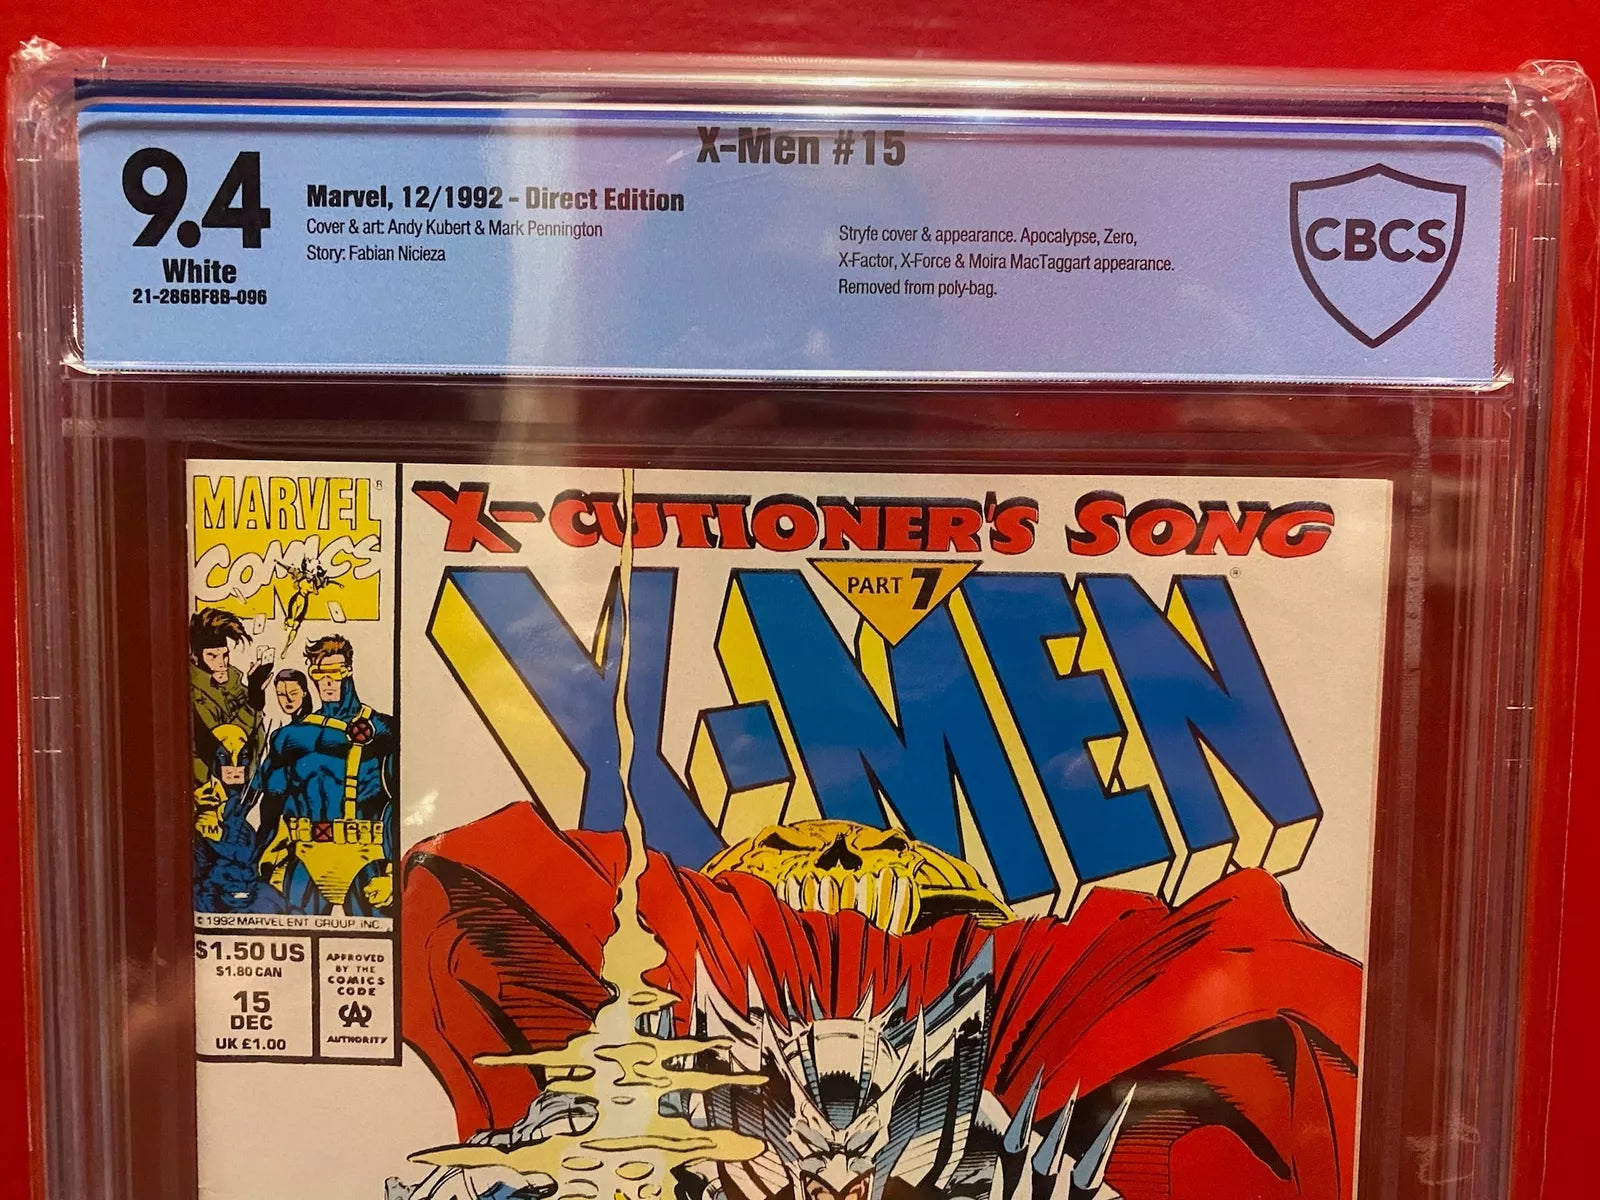 X-Men #15
9.4
White
21-286BF8B-096
Marvel, 12/1992 - Direct Edition
Cover & art: Andy Kubert & Mark Pennington
Story: Fabian Nicieza
Stryfe cover & appearance. Apocalypse, Zero,
X-Factor, X-Force & Moira MacTaggart appearance.
Removed from poly-bag.
CBCS
MARVEL®
COMICS
TM
© 1992 MARVEL ENT. GROUP, INC.
$1.50 US
$1.80 CAN
15
DEC
UK £1.00
APPROVED
BY THE
COMICS
CODE
CA
AUTHORITY
X-CUTIONER'S SONG
PART 7
X-MEN®